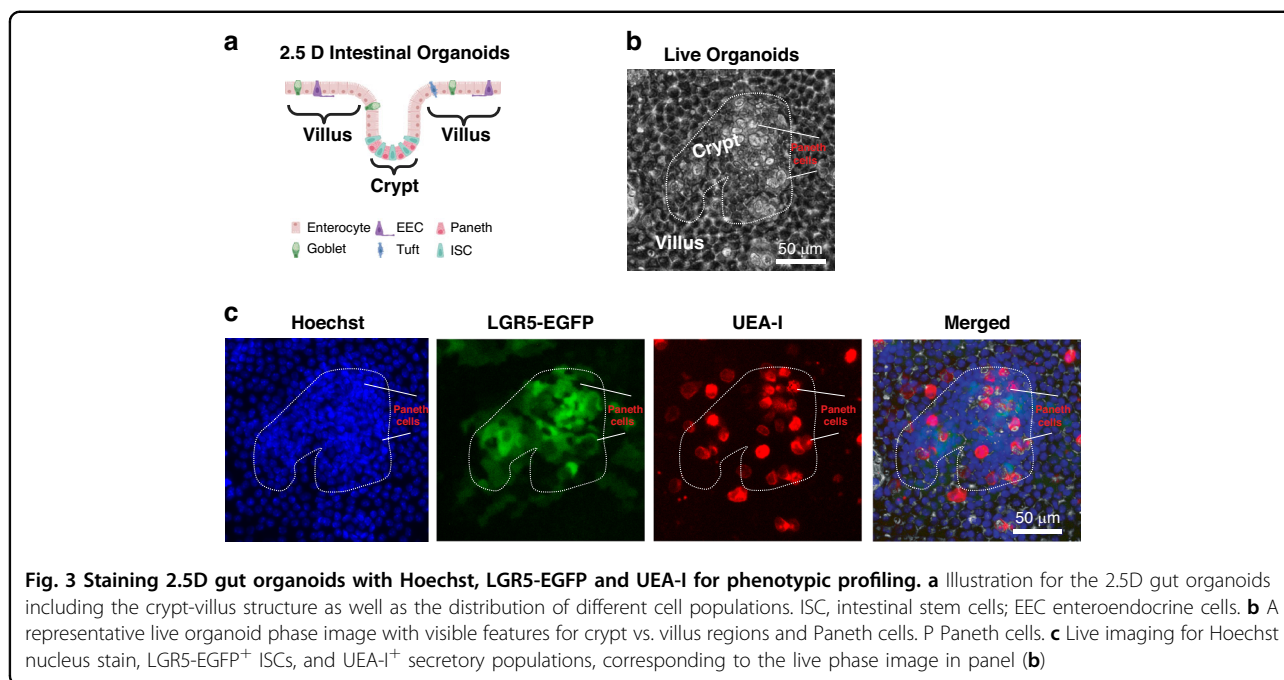 a
2.5 D Intestinal Organoids
Villus
Villus
Crypt
Enterocyte EEC Paneth
Goblet Tuft ISC
b
Live Organoids
Crypt
Paneth
cells
Villus
50 μm
c
Hoechst LGR5-EGFP UEA-I Merged
Paneth Paneth Paneth Paneth
cells cells cells cells
50 μm
Fig. 3 Staining 2.5D gut organoids with Hoechst, LGR5-EGFP and UEA-I for phenotypic profiling. a Illustration for the 2.5D gut organoids
including the crypt-villus structure as well as the distribution of different cell populations. ISC, intestinal stem cells; EEC enteroendocrine cells. b A
representative live organoid phase image with visible features for crypt vs. villus regions and Paneth cells. P Paneth cells. c Live imaging for Hoechst
nucleus stain, LGR5-EGFP⁺ ISCs, and UEA-I⁺ secretory populations, corresponding to the live phase image in panel (b)